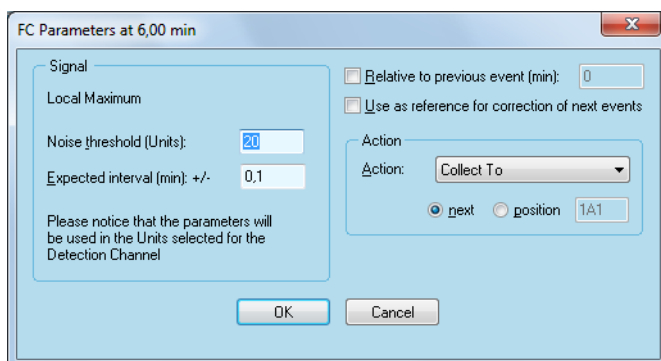 FC Parameters at 6,00 min
Signal
Local Maximum
Noise threshold (Units): 20
Expected interval (min): +/- 0,1
Please notice that the parameters will
be used in the Units selected for the
Detection Channel
Relative to previous event (min): 0
Use as reference for correction of next events
Action
Action: Collect To
next position 1A1
OK Cancel